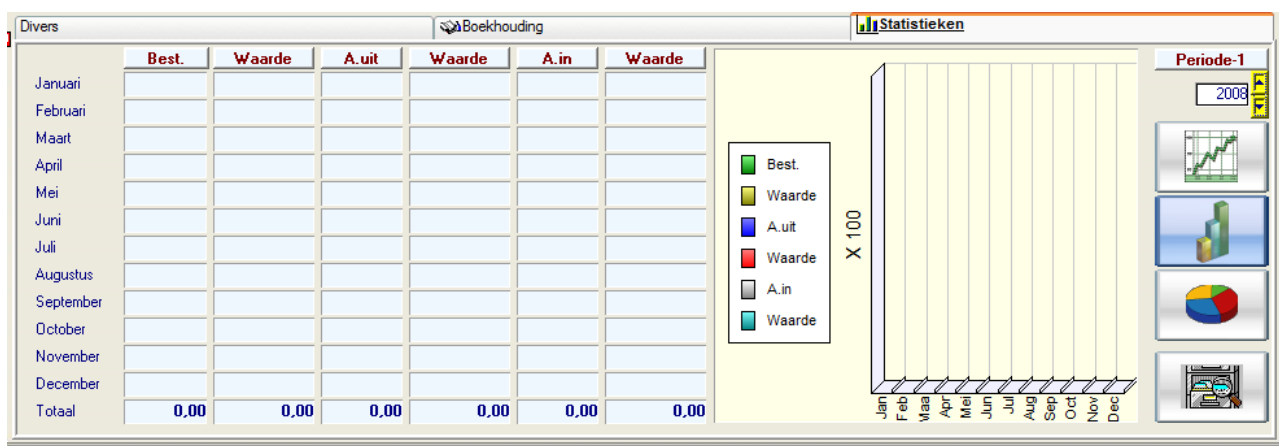 Divers Boekhouding Statistieken
Best. Waarde A.uit Waarde A.in Waarde
Januari
Februari
Maart
April
Mei
Juni
Juli
Augustus
September
October
November
December
Totaal 0,00 0,00 0,00 0,00 0,00 0,00
Best.
Waarde
A.uit
Waarde
A.in
Waarde
X 100
Jan Feb Maa Apr Mei Jun Jul Aug Sep Oct Nov Dec
Periode-1
2008